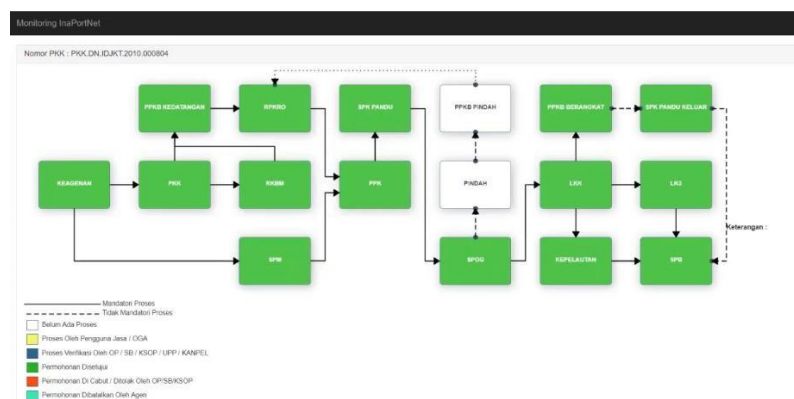 Monitoring InaPortNet
Nomor PKK : PKK.DN.IDJKT.2010.000804
PPKB KEDATANGAN
RPKRO
SPK PANDU
PPKB PINDAH
PPKB BERANGKAT
SPK PANDU KELUAR
KEAGENAN
PKK
RKBM
PPK
PINDAH
LKK
LK3
Keterangan :
SPM
SPOG
KEPELAUTAN
SPB
Mandatori Proses
Tidak Mandatori Proses
Belum Ada Proses
Proses Oleh Pengguna Jasa / OGA
Proses Verifikasi Oleh OP / SB / KSOP / UPP / KANPEL
Permohonan Disetujui
Permohonan Di Cabut / Ditolak Oleh OP/SB/KSOP
Permohonan Dibatalkan Oleh Agen